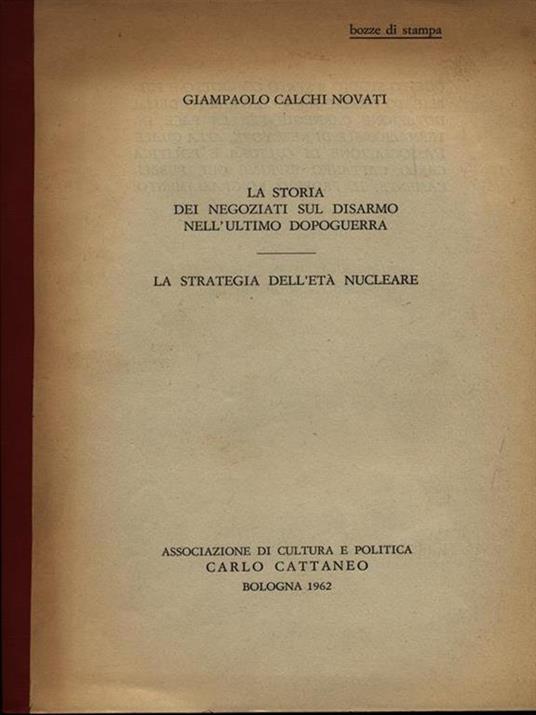 bozze di stampa
GIAMPAOLO CALCHI NOVATI
LA STORIA
DEI NEGOZIATI SUL DISARMO
NELL'ULTIMO DOPOGUERRA
LA STRATEGIA DELL'ETÀ NUCLEARE
ASSOCIAZIONE DI CULTURA E POLITICA
CARLO CATTANEO
BOLOGNA 1962